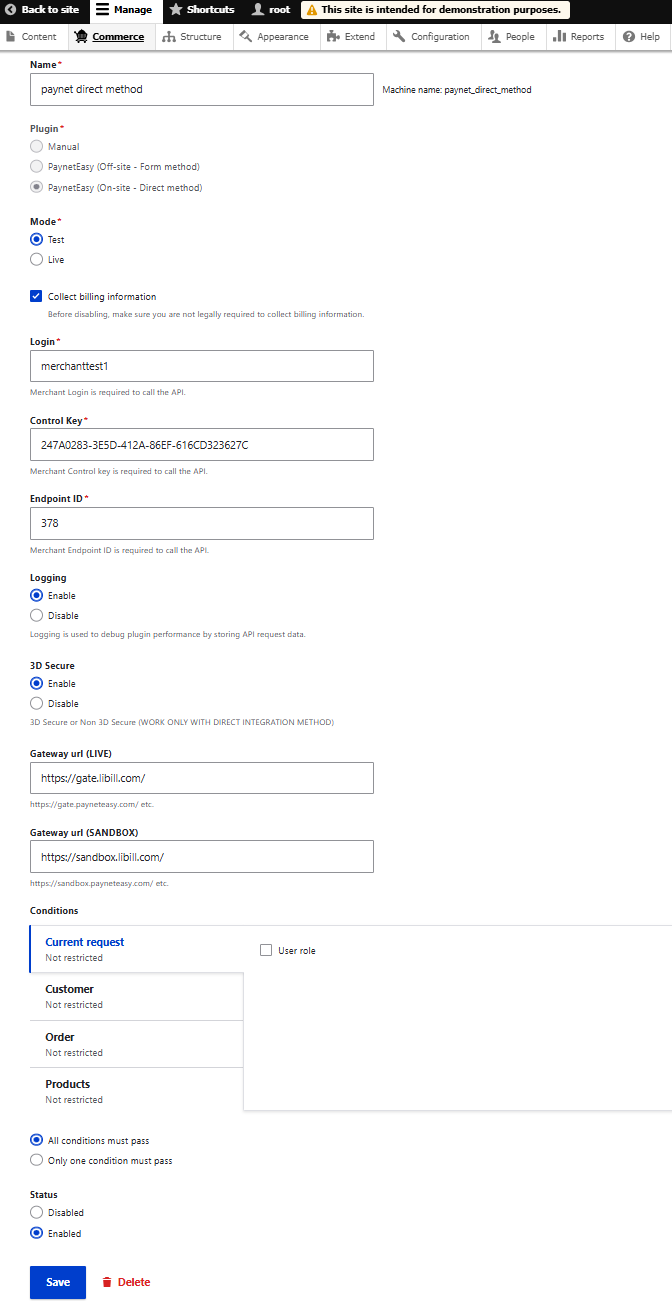 Back to site Manage Shortcuts root This site is intended for demonstration purposes.
Content Commerce Structure Appearance Extend Configuration People Reports Help
Name*
paynet direct method Machine name: paynet_direct_method
Plugin*
Manual
PaynetEasy (Off-site - Form method)
PaynetEasy (On-site - Direct method)
Mode*
Test
Live
Collect billing information
Before disabling, make sure you are not legally required to collect billing information.
Login*
merchanttest1
Merchant Login is required to call the API.
Control Key*
247A0283-3E5D-412A-86EF-616CD323627C
Merchant Control key is required to call the API.
Endpoint ID*
378
Merchant Endpoint ID is required to call the API.
Logging
Enable
Disable
Logging is used to debug plugin performance by storing API request data.
3D Secure
Enable
Disable
3D Secure or Non 3D Secure (WORK ONLY WITH DIRECT INTEGRATION METHOD)
Gateway url (LIVE)
https://gate.libill.com/
https://gate.payneteasy.com/ etc.
Gateway url (SANDBOX)
https://sandbox.libill.com/
https://sandbox.payneteasy.com/ etc.
Conditions
Current request
Not restricted
User role
Customer
Not restricted
Order
Not restricted
Products
Not restricted
All conditions must pass
Only one condition must pass
Status
Disabled
Enabled
Save Delete